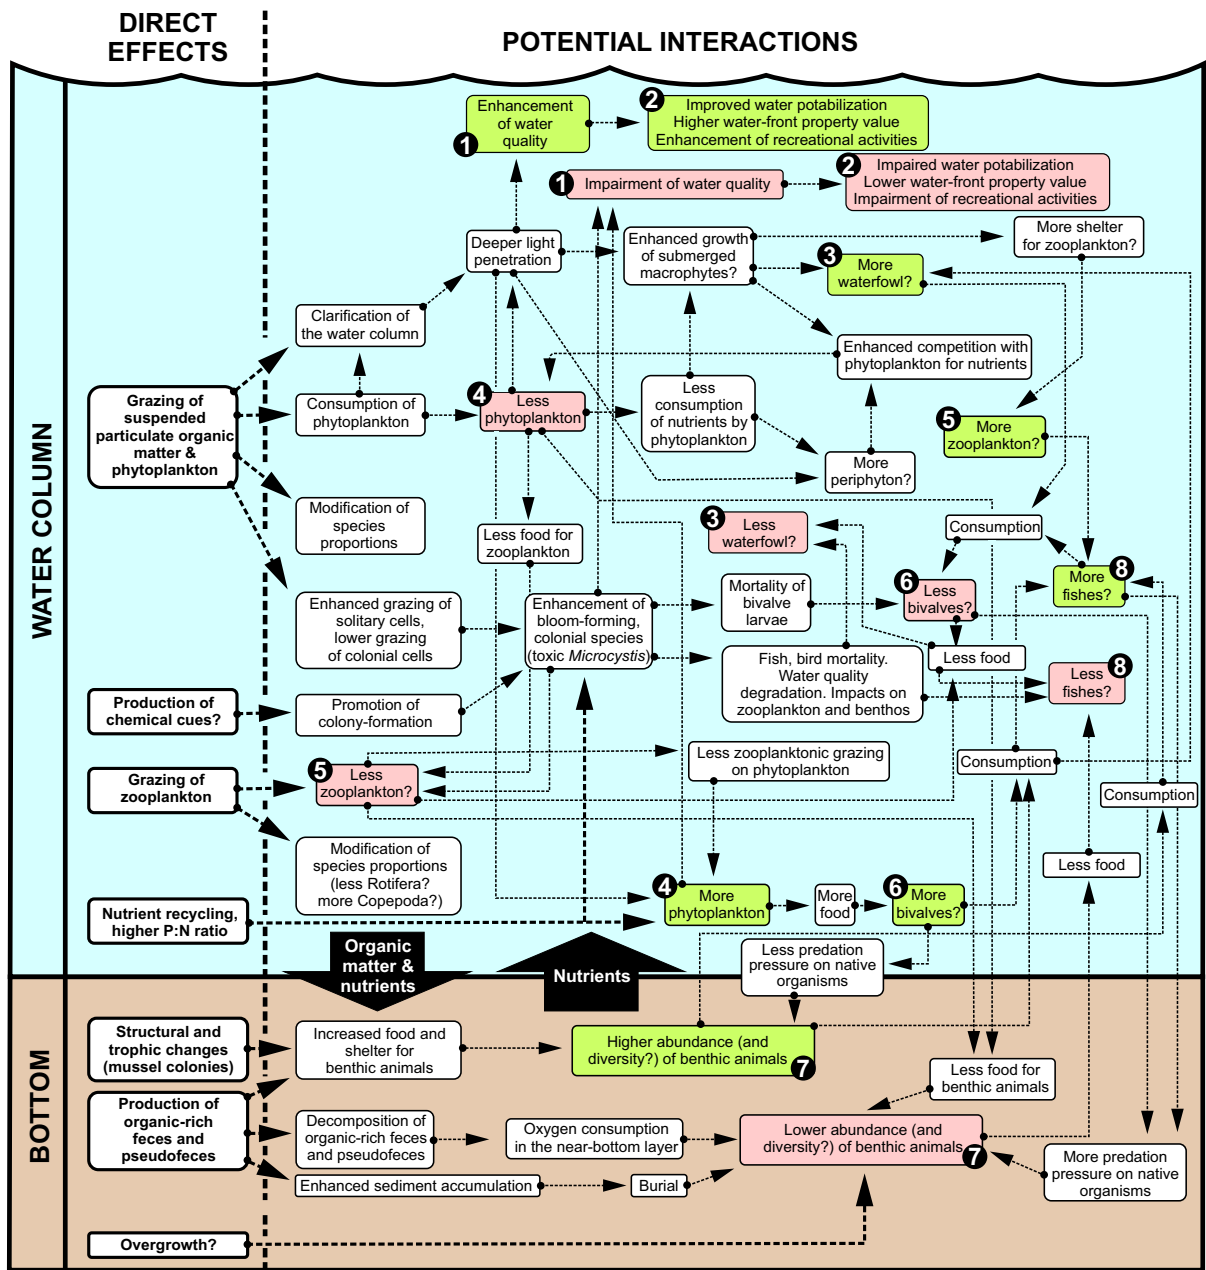 DIRECT
EFFECTS
POTENTIAL INTERACTIONS
WATER COLUMN
BOTTOM
1
Enhancement
of water
quality
2
Improved water potabilization
Higher water-front property value
Enhancement of recreational activities
1
Impairment of water quality
2
Impaired water potabilization
Lower water-front property value
Impairment of recreational activities
Deeper light
penetration
Enhanced growth
of submerged
macrophytes?
More shelter
for zooplankton?
3
More
waterfowl?
Clarification of
the water column
Enhanced competition with
phytoplankton for nutrients
Grazing of
suspended
particulate organic
matter &
phytoplankton
Consumption of
phytoplankton
4
Less
phytoplankton
Less
consumption
of nutrients by
phytoplankton
5
More
zooplankton?
More
periphyton?
Modification of
species
proportions
Less food for
zooplankton
3
Less
waterfowl?
Consumption
Enhanced grazing of
solitary cells,
lower grazing
of colonial cells
Enhancement of
bloom-forming,
colonial species
(toxic Microcystis)
Mortality of
bivalve
larvae
6
Less
bivalves?
8
More
fishes?
Fish, bird mortality.
Water quality
degradation. Impacts on
zooplankton and benthos
Less food
8
Less
fishes?
Production of
chemical cues?
Promotion of
colony-formation
Less zooplanktonic grazing
on phytoplankton
Consumption
Grazing of
zooplankton
5
Less
zooplankton?
Consumption
Modification of
species proportions
(less Rotifera?
more Copepoda?)
Less food
Nutrient recycling,
higher P:N ratio
4
More
phytoplankton
More
food
6
More
bivalves?
Organic
matter &
nutrients
Nutrients
Less predation
pressure on native
organisms
Structural and
trophic changes
(mussel colonies)
Increased food and
shelter for
benthic animals
Higher abundance (and
diversity?) of benthic animals
7
Less food for
benthic animals
Production of
organic-rich
feces and
pseudofeces
Decomposition of
organic-rich feces
and pseudofeces
Oxygen consumption
in the near-bottom layer
Lower abundance (and
diversity?) of benthic animals
7
More predation
pressure on native
organisms
Enhanced sediment accumulation
Burial
Overgrowth?